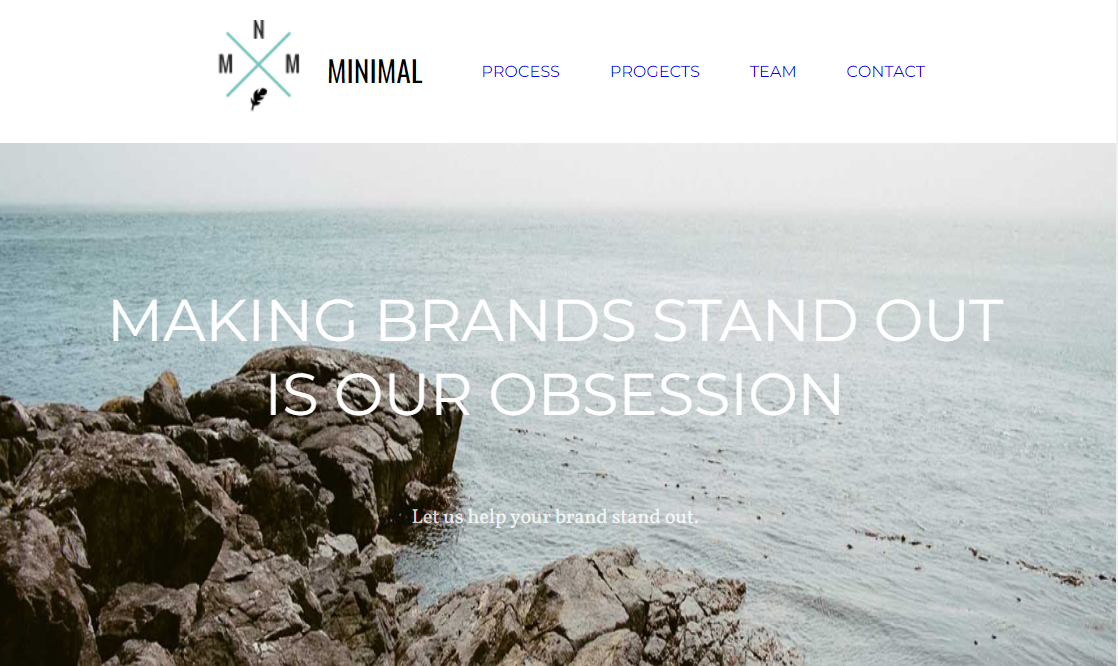 N
M M
MINIMAL PROCESS PROGECTS TEAM CONTACT
MAKING BRANDS STAND OUT
IS OUR OBSESSION
Let us help your brand stand out.